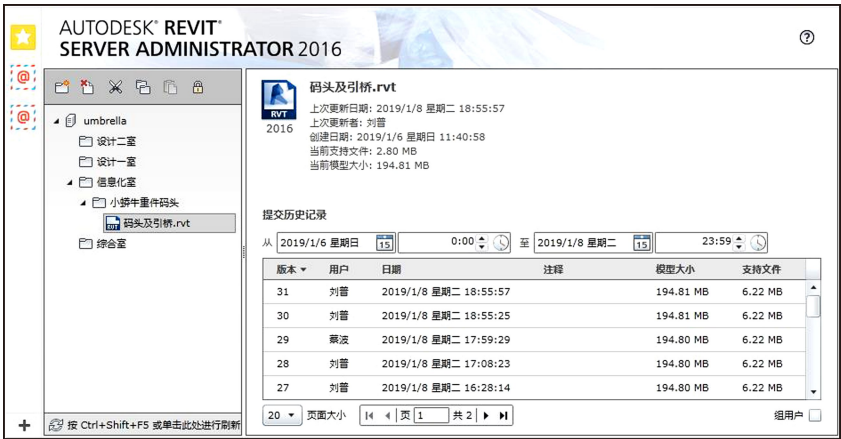 AUTODESK® REVIT®
SERVER ADMINISTRATOR 2016
umbrella
设计二室
设计一室
信息化室
小蟒牛重件码头
码头及引桥.rvt
综合室
按 Ctrl+Shift+F5 或单击此处进行刷新
RVT
2016
码头及引桥.rvt
上次更新日期: 2019/1/8 星期二 18:55:57
上次更新者: 刘普
创建日期: 2019/1/6 星期日 11:40:58
当前支持文件: 2.80 MB
当前模型大小: 194.81 MB
提交历史记录
从 2019/1/6 星期日 15 0:00 至 2019/1/8 星期二 15 23:59
版本 用户 日期 注释 模型大小 支持文件
31 刘普 2019/1/8 星期二 18:55:57 194.81 MB 6.22 MB
30 刘普 2019/1/8 星期二 18:55:25 194.81 MB 6.22 MB
29 蔡波 2019/1/8 星期二 17:59:29 194.80 MB 6.22 MB
28 刘普 2019/1/8 星期二 17:08:23 194.80 MB 6.22 MB
27 刘普 2019/1/8 星期二 16:28:14 194.80 MB 6.22 MB
20 页面大小 页 1 共 2 组用户